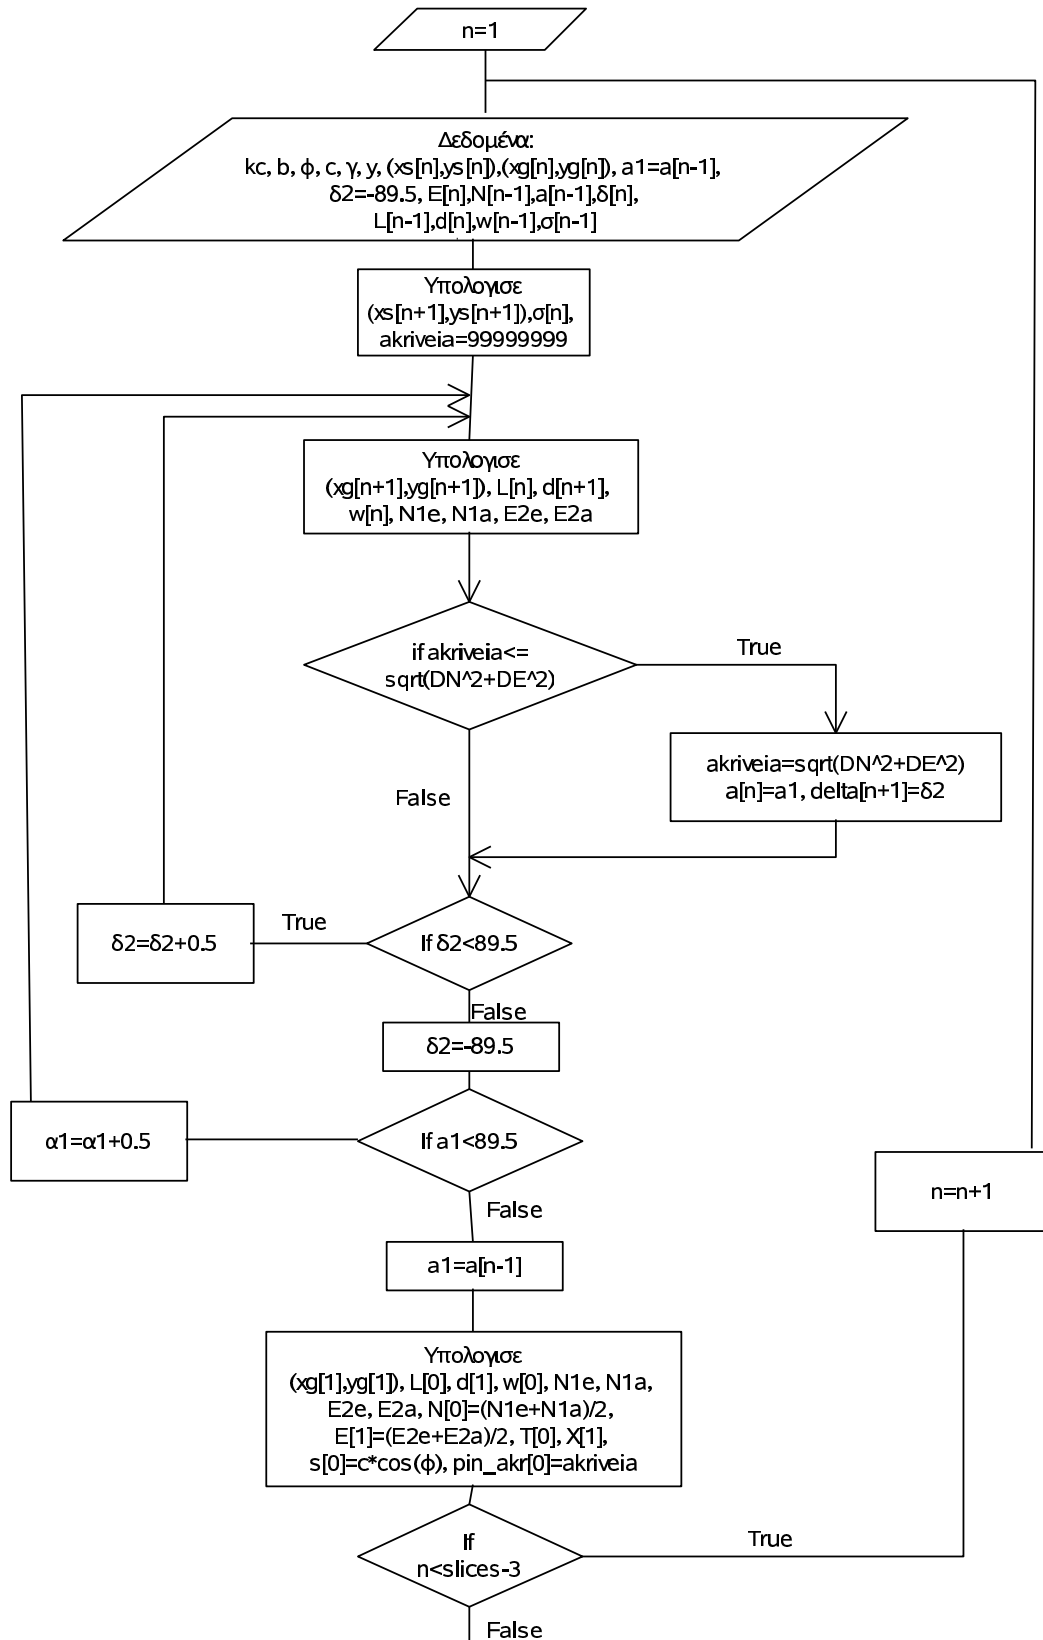 n=1
Δεδομένα:
kc, b, φ, c, γ, y, (xs[n],ys[n]),(xg[n],yg[n]), a1=a[n-1],
δ2=-89.5, E[n],N[n-1],a[n-1],δ[n],
L[n-1],d[n],w[n-1],σ[n-1]
Υπολογισε
(xs[n+1],ys[n+1]),σ[n],
akriveia=99999999
Υπολογισε
(xg[n+1],yg[n+1]), L[n], d[n+1],
w[n], N1e, N1a, E2e, E2a
if akriveia<=
sqrt(DN^2+DE^2)
True
akriveia=sqrt(DN^2+DE^2)
a[n]=a1, delta[n+1]=δ2
False
If δ2<89.5
True
δ2=δ2+0.5
False
δ2=-89.5
If a1<89.5
α1=α1+0.5
False
n=n+1
a1=a[n-1]
Υπολογισε
(xg[1],yg[1]), L[0], d[1], w[0], N1e, N1a,
E2e, E2a, N[0]=(N1e+N1a)/2,
E[1]=(E2e+E2a)/2, T[0], X[1],
s[0]=c*cos(φ), pin_akr[0]=akriveia
If
n<slices-3
True
False